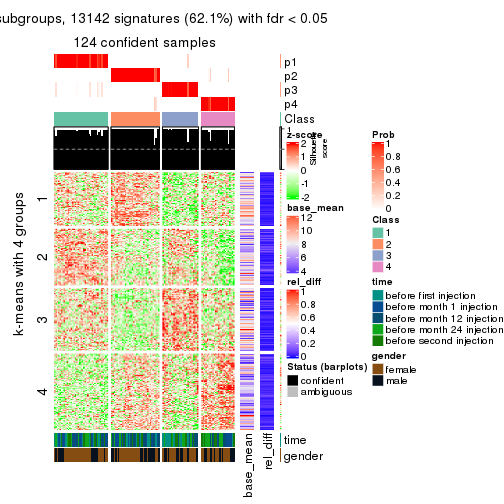 subgroups, 13142 signatures (62.1%) with fdr < 0.05
124 confident samples
p1
p2
p3
p4
Class
1
Silhouette
score
k-means with 4 groups
1
2
3
4
time
gender
base_mean
rel_diff
z-score
2
1
0
-1
-2
base_mean
12
10
8
6
4
rel_diff
1
0.8
0.6
0.4
0.2
0
Status (barplots)
confident
ambiguous
Prob
1
0.8
0.6
0.4
0.2
0
Class
1
2
3
4
time
before first injection
before month 1 injection
before month 12 injection
before month 24 injection
before second injection
gender
female
male